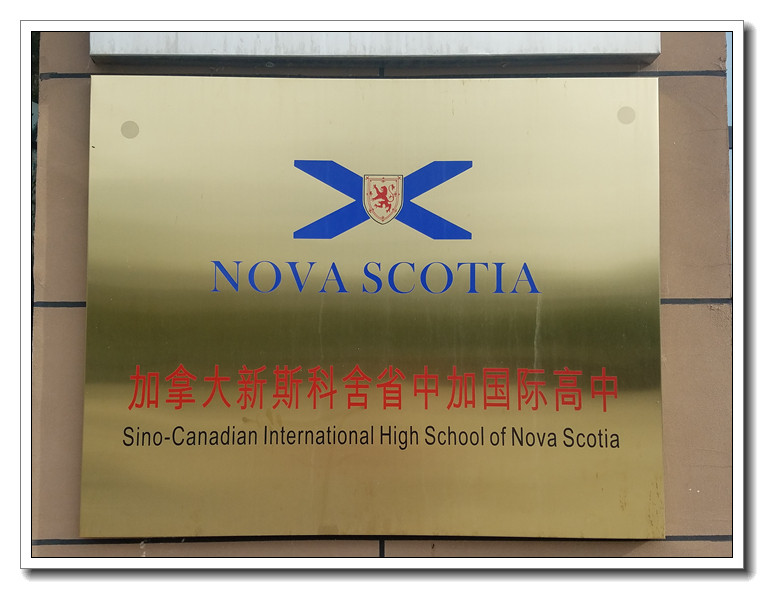 NOVA SCOTIA
加拿大新斯科舍省中加国际高中
Sino-Canadian International High School of Nova Scotia